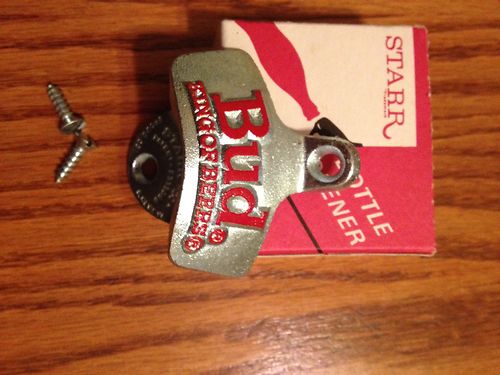 STARR
BOTTLE
OPENER
Bud®
KING OF BEERS®